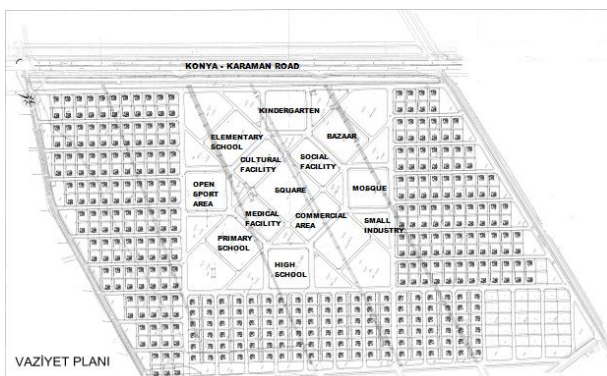 KONYA - KARAMAN ROAD
KINDERGARTEN
ELEMENTARY
SCHOOL
BAZAAR
CULTURAL
FACILITY
SOCIAL
FACILITY
OPEN
SPORT
AREA
SQUARE
MOSQUE
MEDICAL
FACILITY
COMMERCIAL
AREA
SMALL
INDUSTRY
PRIMARY
SCHOOL
HIGH
SCHOOL
VAZİYET PLANI